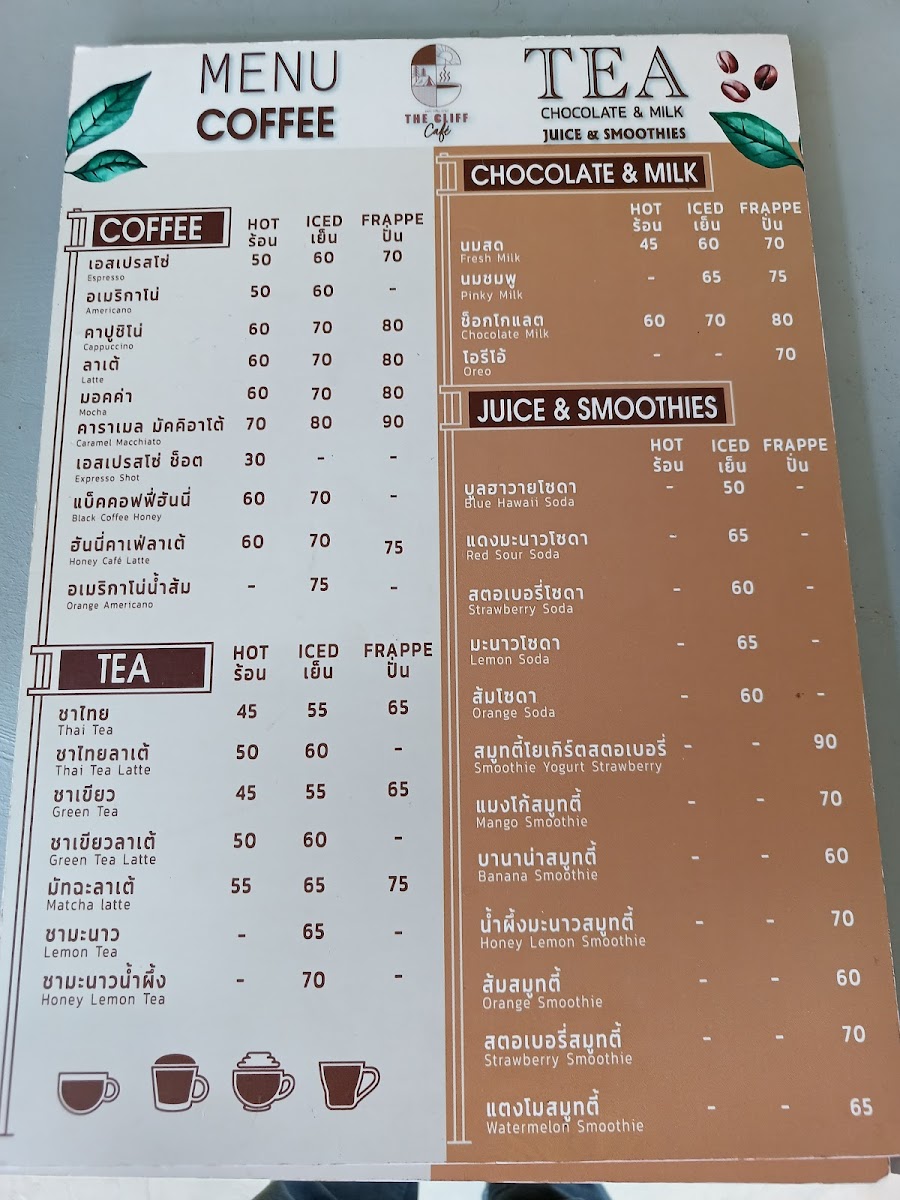 MENU
COFFEE
THE CLIFF
Café
TEA
CHOCOLATE & MILK
JUICE & SMOOTHIES
COFFEE HOT ICED FRAPPE
ร้อน เย็น ปั่น
เอสเปรสโซ่ 50 60 70
Espresso
อเมริกาโน่ 50 60 -
Americano
คาปูชิโน่ 60 70 80
Cappuccino
ลาเต้ 60 70 80
Latte
มอคค่า 60 70 80
Mocha
คาราเมล มัคคิอาโต้ 70 80 90
Caramel Macchiato
เอสเปรสโซ่ ช็อต 30 - -
Expresso Shot
แบ็คคอฟฟี่ฮันนี่ 60 70 -
Black Coffee Honey
ฮันนี่คาเฟ่ลาเต้ 60 70 75
Honey Café Latte
อเมริกาโน่น้ำส้ม - 75 -
Orange Americano
TEA HOT ICED FRAPPE
ร้อน เย็น ปั่น
ชาไทย 45 55 65
Thai Tea
ชาไทยลาเต้ 50 60 -
Thai Tea Latte
ชาเขียว 45 55 65
Green Tea
ชาเขียวลาเต้ 50 60 -
Green Tea Latte
มัทฉะลาเต้ 55 65 75
Matcha latte
ชามะนาว - 65 -
Lemon Tea
ชามะนาวน้ำผึ้ง - 70 -
Honey Lemon Tea
CHOCOLATE & MILK
HOT ICED FRAPPE
ร้อน เย็น ปั่น
นมสด 45 60 70
Fresh Milk
นมชมพู - 65 75
Pinky Milk
ช็อกโกแลต 60 70 80
Chocolate Milk
โอรีโอ้ - - 70
Oreo
JUICE & SMOOTHIES
HOT ICED FRAPPE
ร้อน เย็น ปั่น
บูลฮาวายโซดา - 50 -
Blue Hawaii Soda
แดงมะนาวโซดา - 65 -
Red Sour Soda
สตอเบอรี่โซดา - 60 -
Strawberry Soda
มะนาวโซดา - 65 -
Lemon Soda
ส้มโซดา - 60 -
Orange Soda
สมูทตี้โยเกิร์ตสตอเบอรี่ - - 90
Smoothie Yogurt Strawberry
แมงโก้สมูทตี้ - - 70
Mango Smoothie
บานาน่าสมูทตี้ - - 60
Banana Smoothie
น้ำผึ้งมะนาวสมูทตี้ - - 70
Honey Lemon Smoothie
ส้มสมูทตี้ - - 60
Orange Smoothie
สตอเบอรี่สมูทตี้ - - 70
Strawberry Smoothie
แตงโมสมูทตี้ - - 65
Watermelon Smoothie